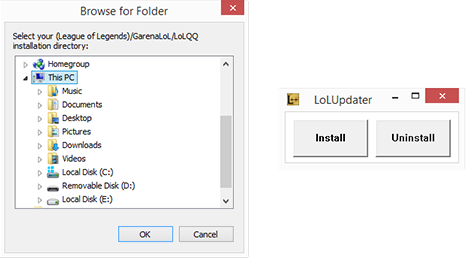 Browse for Folder
Select your (League of Legends)/GarenaLoL/LoLQQ
installation directory:
Homegroup
This PC
Music
Documents
Desktop
Pictures
Downloads
Videos
Local Disk (C:)
Removable Disk (D:)
Local Disk (E:)
OK Cancel
LoLUpdater
Install Uninstall